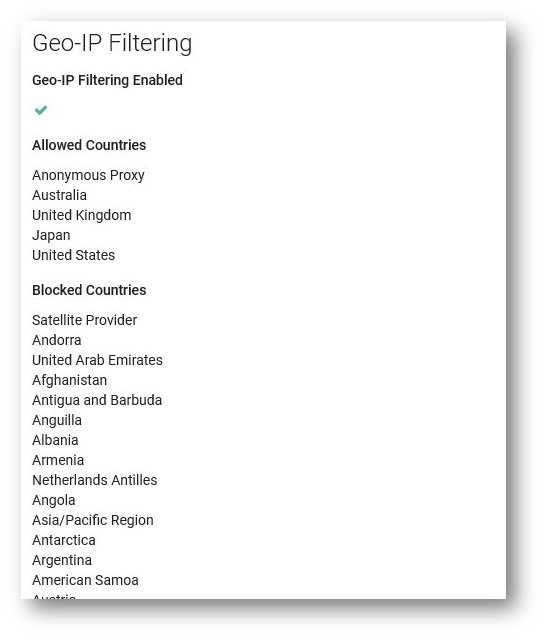 Geo-IP Filtering
Geo-IP Filtering Enabled
Allowed Countries
Anonymous Proxy
Australia
United Kingdom
Japan
United States
Blocked Countries
Satellite Provider
Andorra
United Arab Emirates
Afghanistan
Antigua and Barbuda
Anguilla
Albania
Armenia
Netherlands Antilles
Angola
Asia/Pacific Region
Antarctica
Argentina
American Samoa
Austria